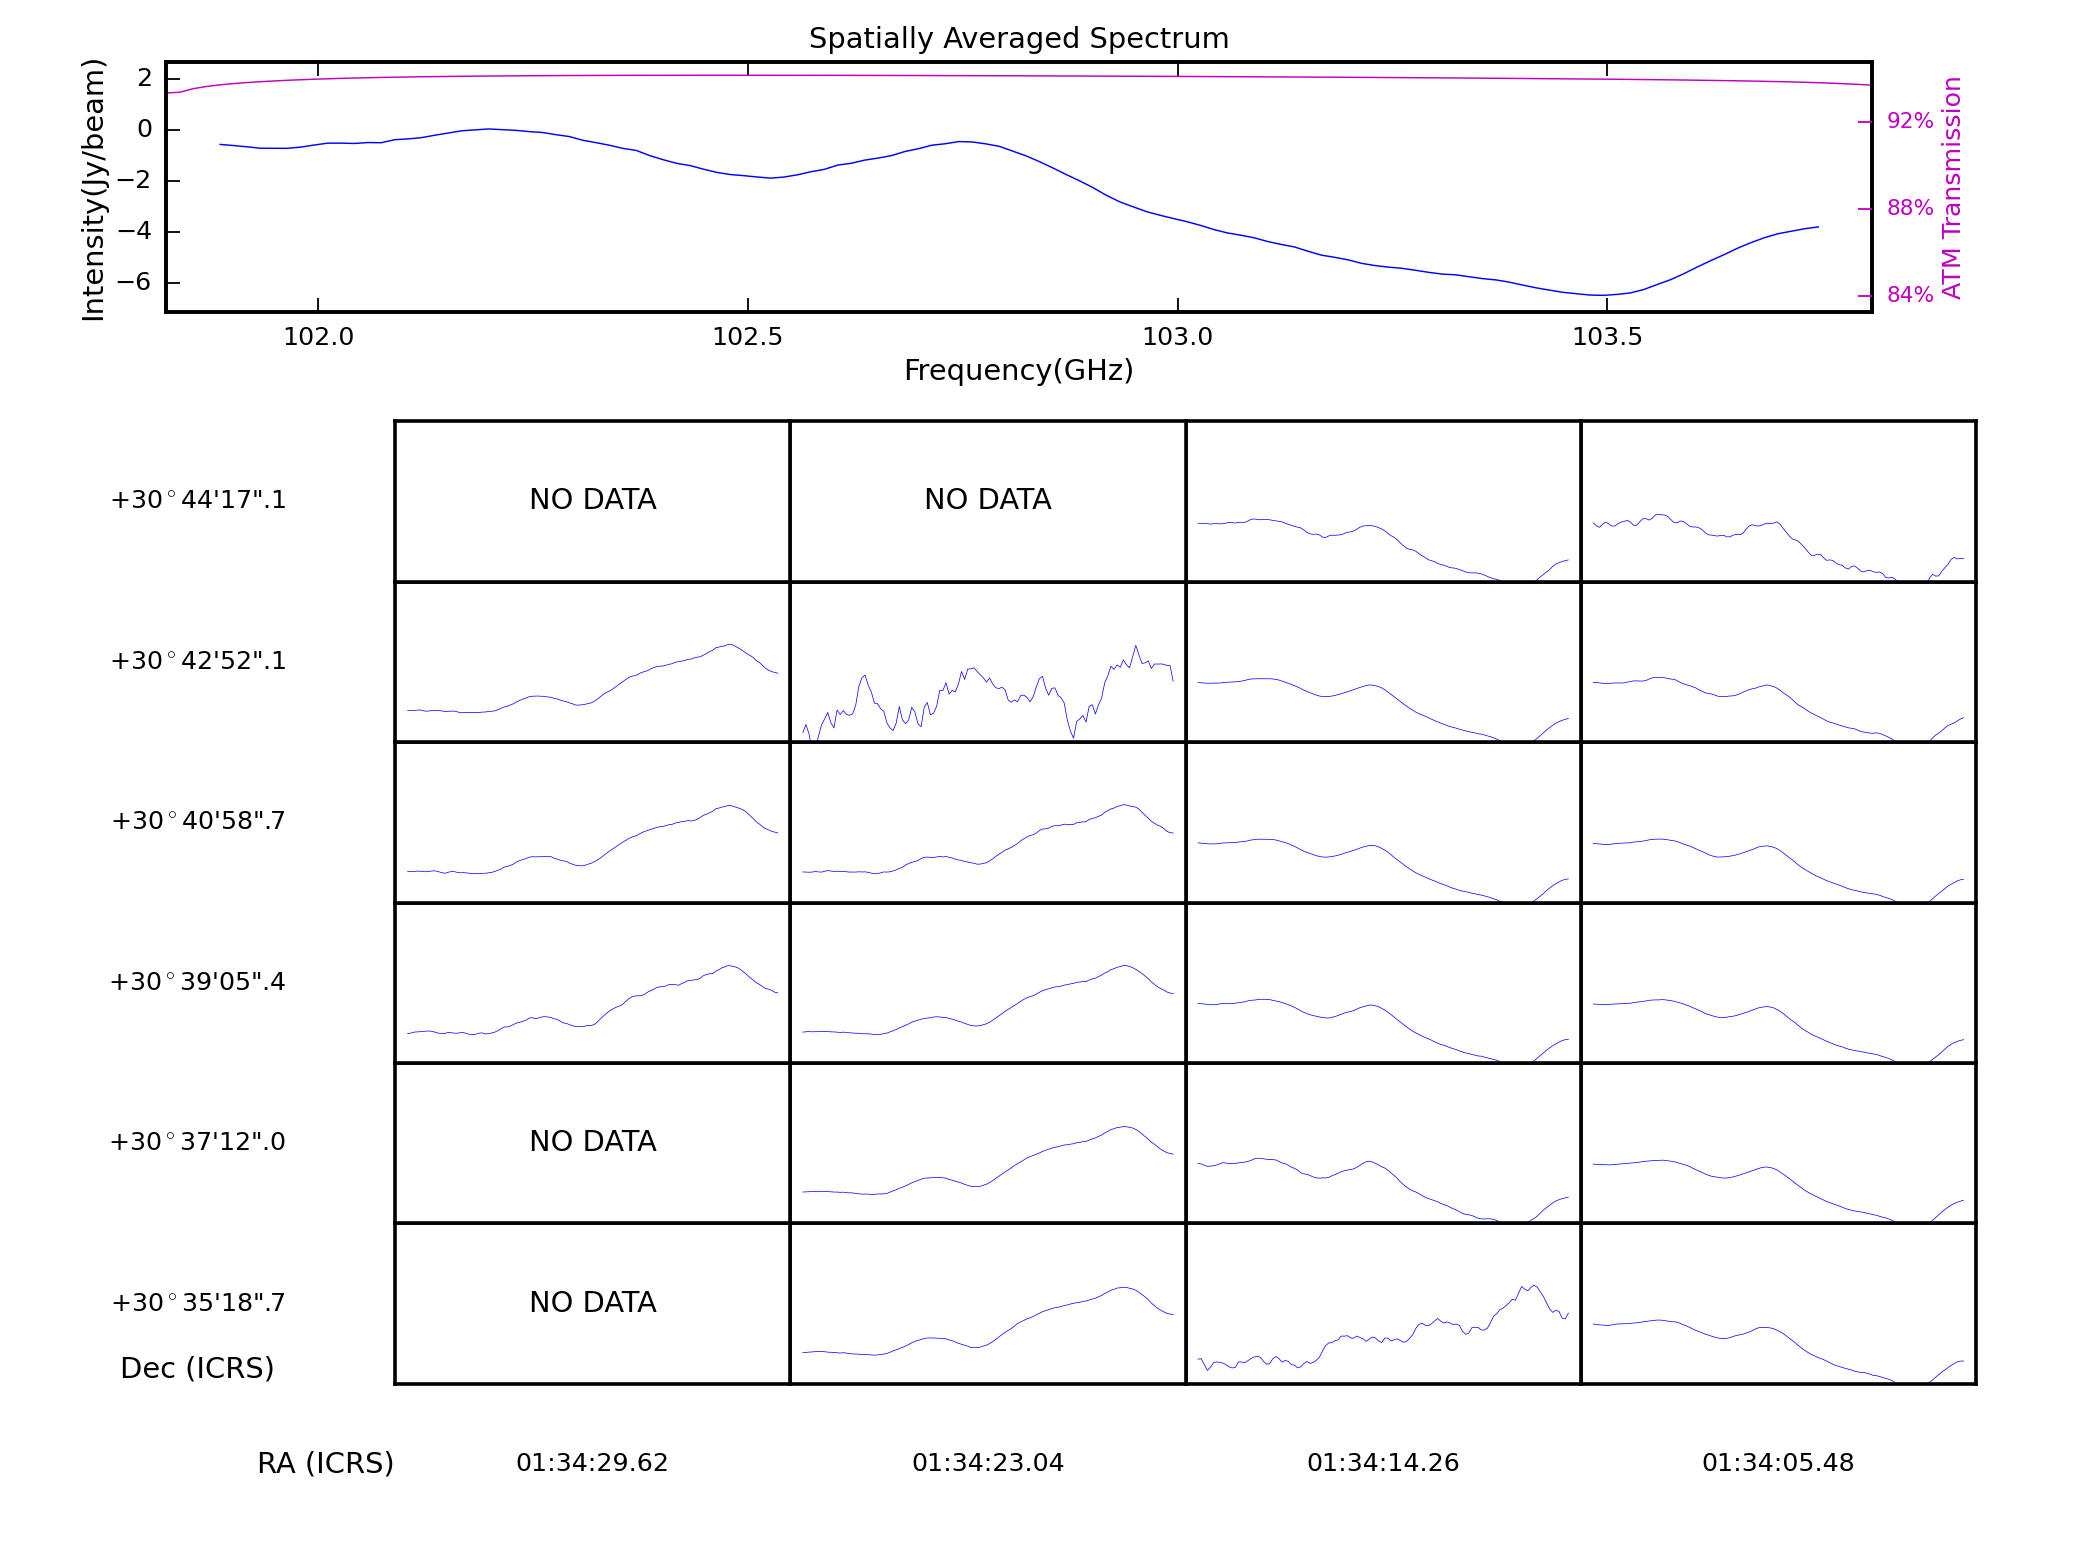 Spatially Averaged Spectrum
Intensity(Jy/beam)
2
0
−2
−4
−6
92%
88%
84%
ATM Transmission
102.0 102.5 103.0 103.5
Frequency(GHz)
+30°44'17".1 NO DATA NO DATA
+30°42'52".1
+30°40'58".7
+30°39'05".4
+30°37'12".0 NO DATA
+30°35'18".7 NO DATA
Dec (ICRS)
RA (ICRS) 01:34:29.62 01:34:23.04 01:34:14.26 01:34:05.48